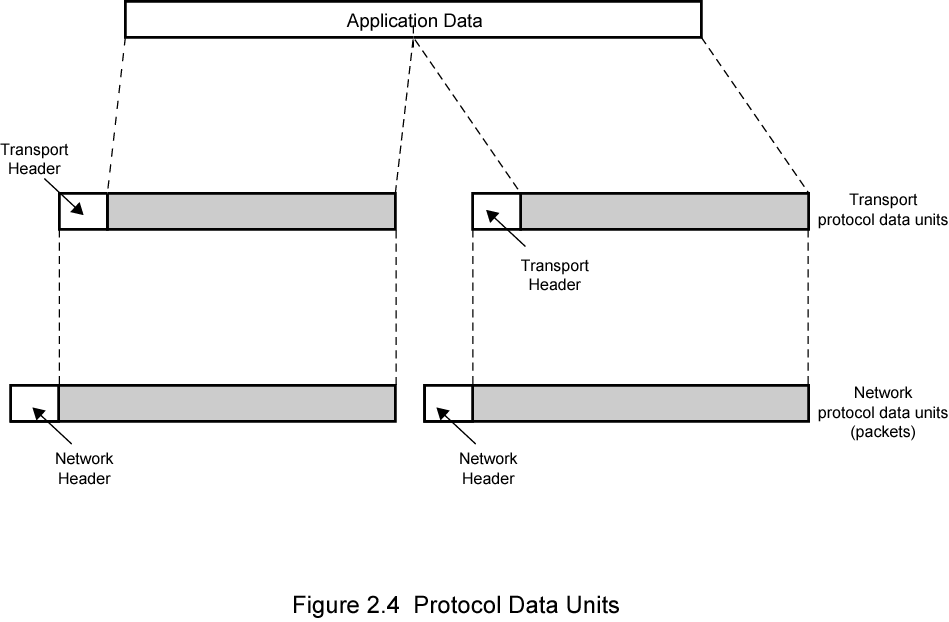 Application Data
Transport
Header
Transport
protocol data units
Transport
Header
Network
protocol data units
(packets)
Network
Header
Network
Header
Figure 2.4 Protocol Data Units